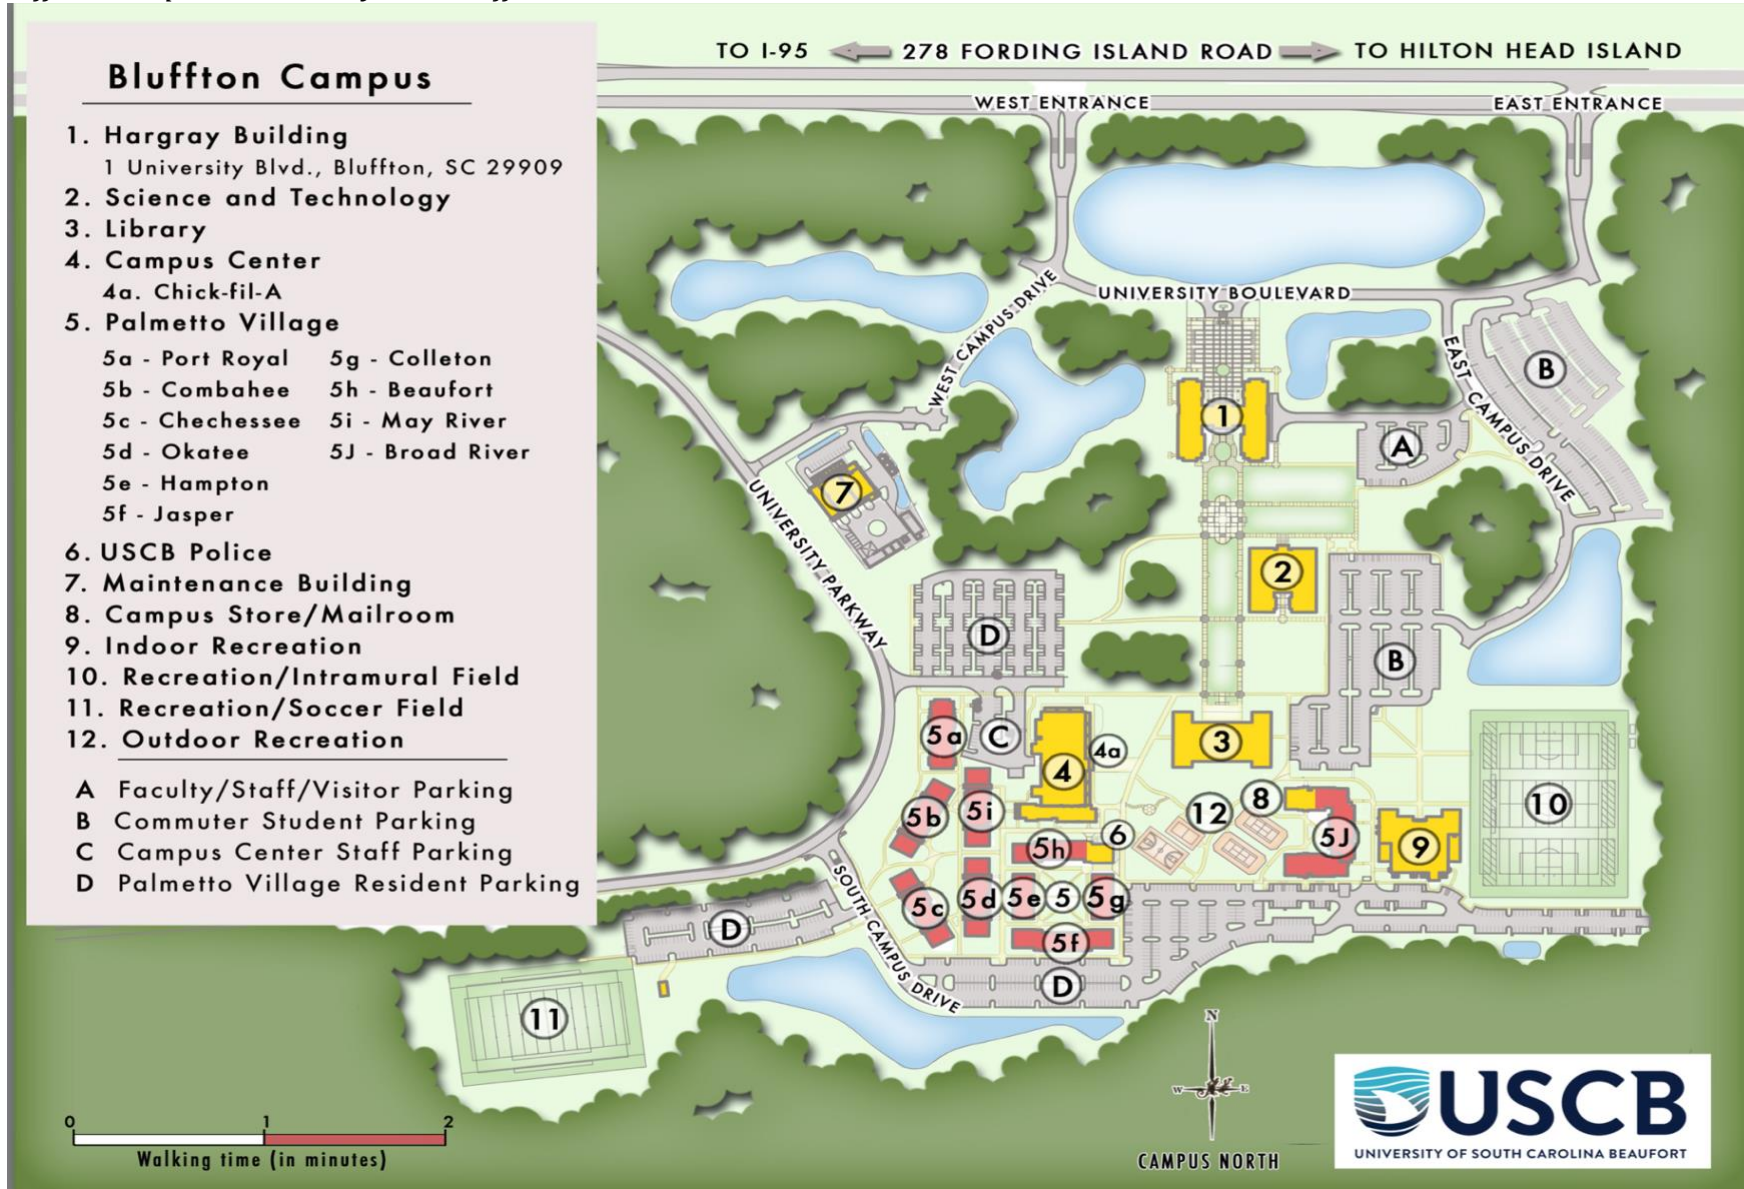 TO I-95 278 FORDING ISLAND ROAD TO HILTON HEAD ISLAND
WEST ENTRANCE
EAST ENTRANCE
Bluffton Campus
1. Hargray Building
1 University Blvd., Bluffton, SC 29909
2. Science and Technology
3. Library
4. Campus Center
4a. Chick-fil-A
5. Palmetto Village
5a - Port Royal 5g - Colleton
5b - Combahee 5h - Beaufort
5c - Chechessee 5i - May River
5d - Okatee 5J - Broad River
5e - Hampton
5f - Jasper
6. USCB Police
7. Maintenance Building
8. Campus Store/Mailroom
9. Indoor Recreation
10. Recreation/Intramural Field
11. Recreation/Soccer Field
12. Outdoor Recreation
A Faculty/Staff/Visitor Parking
B Commuter Student Parking
C Campus Center Staff Parking
D Palmetto Village Resident Parking
UNIVERSITY BOULEVARD
WEST CAMPUS DRIVE
EAST CAMPUS DRIVE
B
1
A
7
UNIVERSITY PARKWAY
2
D
B
5a
C
4a
3
4
5b
5i
12
8
10
6
5J
5h
9
5c
5d
5e
5
5g
SOUTH CAMPUS DRIVE
D
5f
D
11
N
W
E
CAMPUS NORTH
0 1 2
Walking time (in minutes)
USCB
UNIVERSITY OF SOUTH CAROLINA BEAUFORT